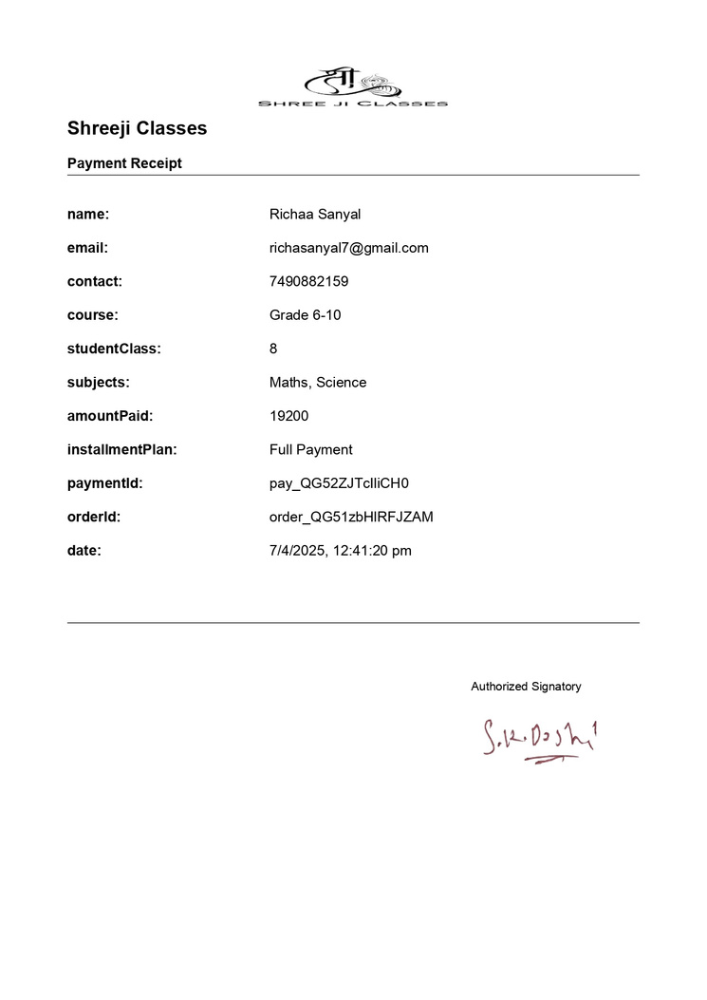 श्री
SHREE JI CLASSES
Shreeji Classes
Payment Receipt
name: Richaa Sanyal
email: richasanyal7@gmail.com
contact: 7490882159
course: Grade 6-10
studentClass: 8
subjects: Maths, Science
amountPaid: 19200
installmentPlan: Full Payment
paymentId: pay_QG52ZJTclliCH0
orderId: order_QG51zbHIRFJZAM
date: 7/4/2025, 12:41:20 pm
Authorized Signatory
S.K.Doshi